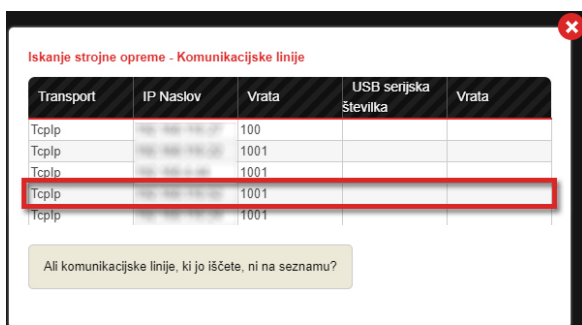 Iskanje strojne opreme - Komunikacijske linije
Transport IP Naslov Vrata USB serijska številka Vrata
TcpIp 100
TcpIp 1001
TcpIp 1001
TcpIp 1001
TcpIp 1001
Ali komunikacijske linije, ki jo iščete, ni na seznamu?